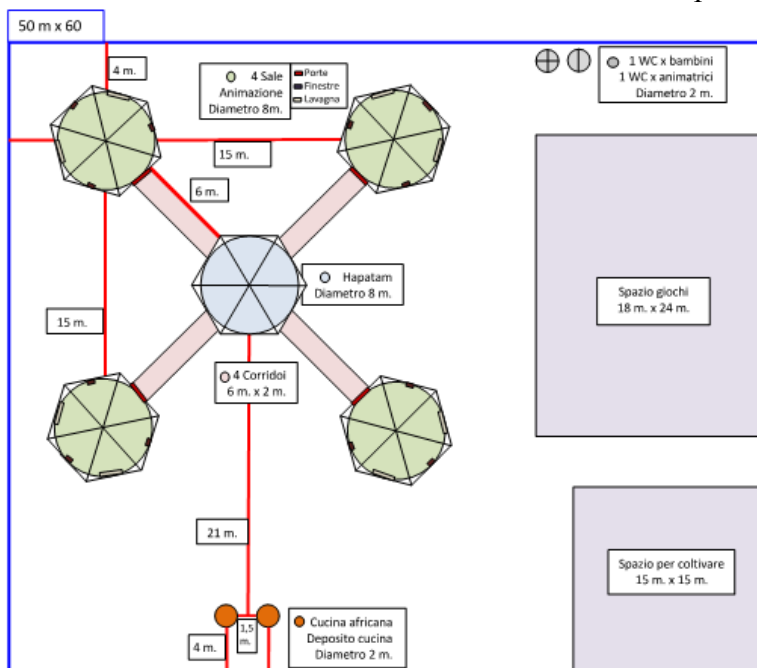 50 m x 60
4 m.
4 Sale
Animazione
Diametro 8m.
Porte
Finestre
Lavagna
1 WC x bambini
1 WC x animatrici
Diametro 2 m.
15 m.
6 m.
Hapatam
Diametro 8 m.
Spazio giochi
18 m. x 24 m.
15 m.
4 Corridoi
6 m. x 2 m.
21 m.
Spazio per coltivare
15 m. x 15 m.
Cucina africana
Deposito cucina
Diametro 2 m.
1,5
m.
4 m.